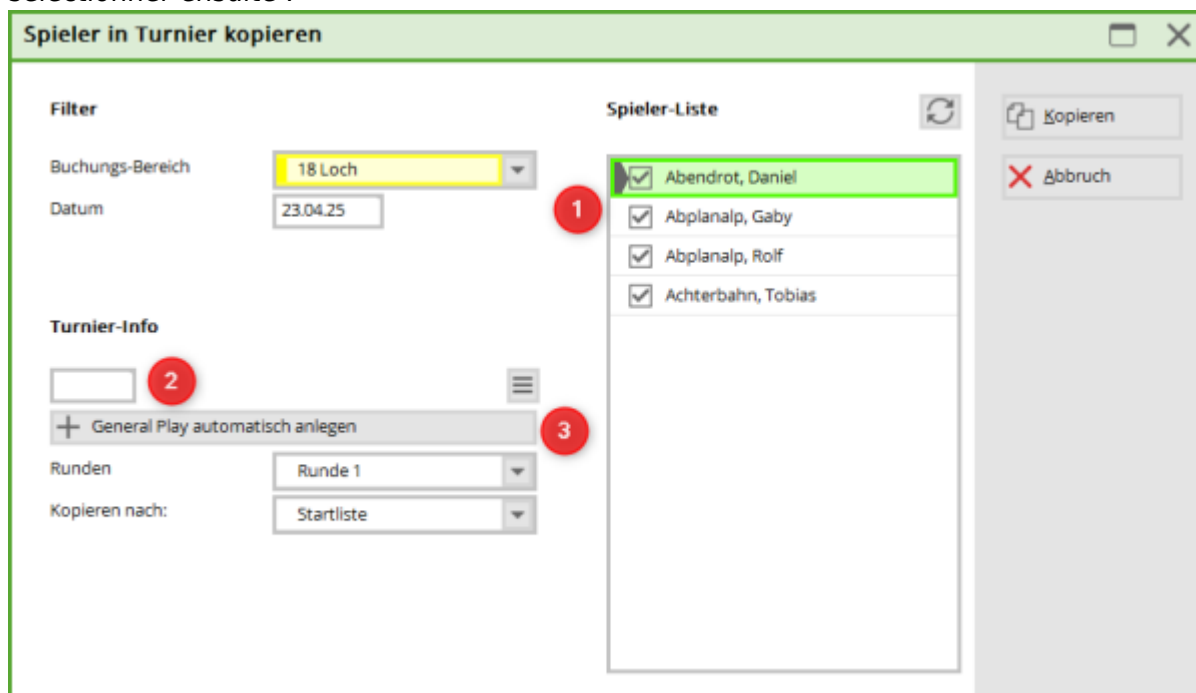 Spieler in Turnier kopieren
Filter
Buchungs-Bereich
18 Loch
Datum
23.04.25
Turnier-Info
2
General Play automatisch anlegen
3
Runden
Runde 1
Kopieren nach:
Startliste
Spieler-Liste
1
Abendrot, Daniel
Abplanalp, Gaby
Abplanalp, Rolf
Achterbahn, Tobias
Kopieren
Abbruch